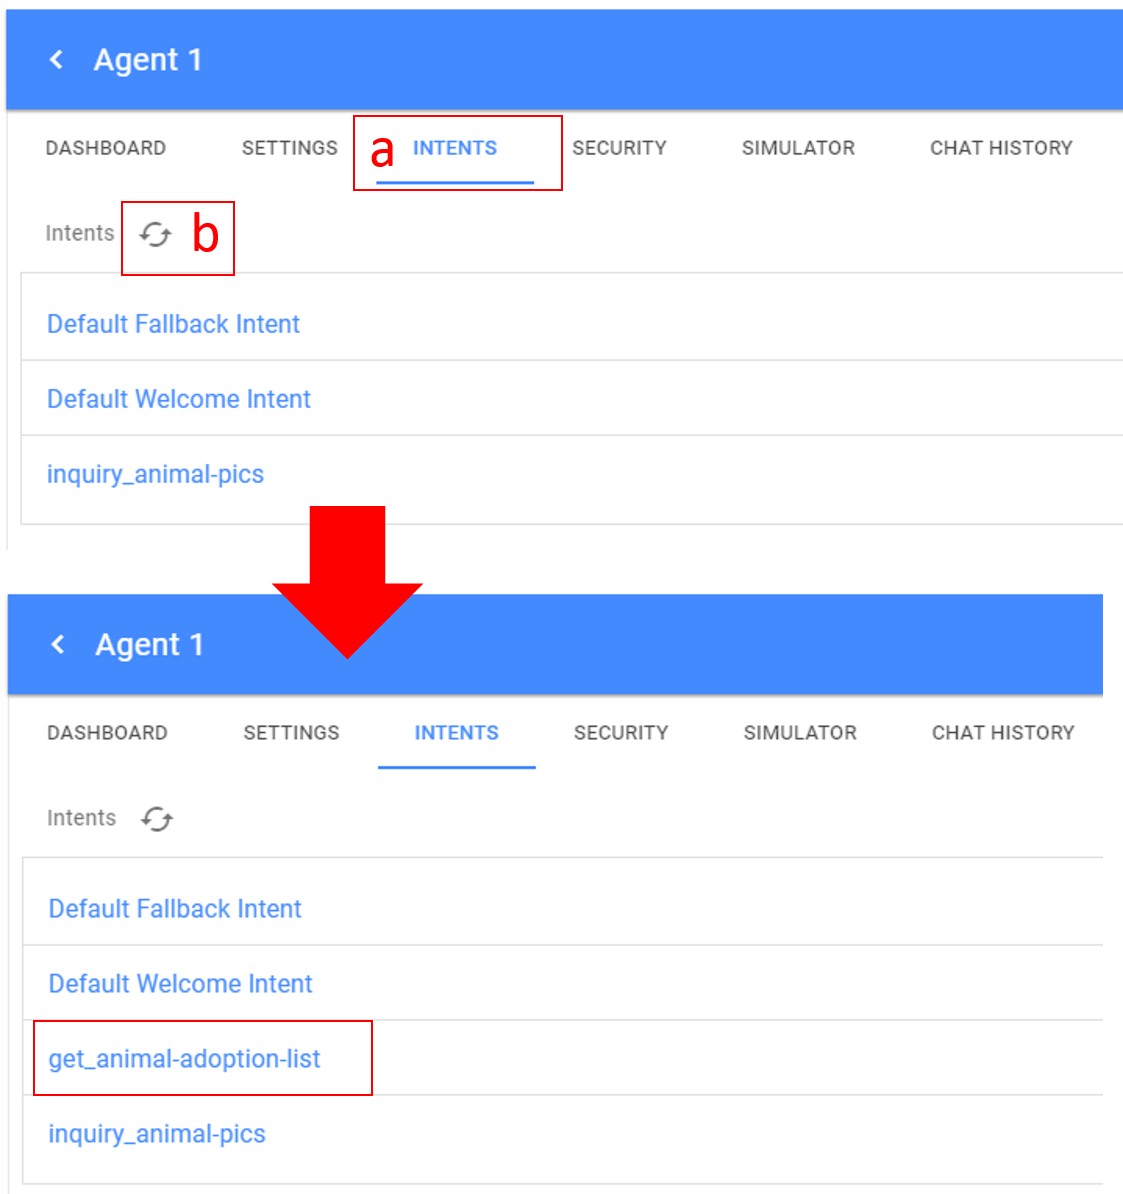 Agent 1
DASHBOARD SETTINGS a INTENTS SECURITY SIMULATOR CHAT HISTORY
Intents b
Default Fallback Intent
Default Welcome Intent
inquiry_animal-pics
Agent 1
DASHBOARD SETTINGS INTENTS SECURITY SIMULATOR CHAT HISTORY
Intents
Default Fallback Intent
Default Welcome Intent
get_animal-adoption-list
inquiry_animal-pics